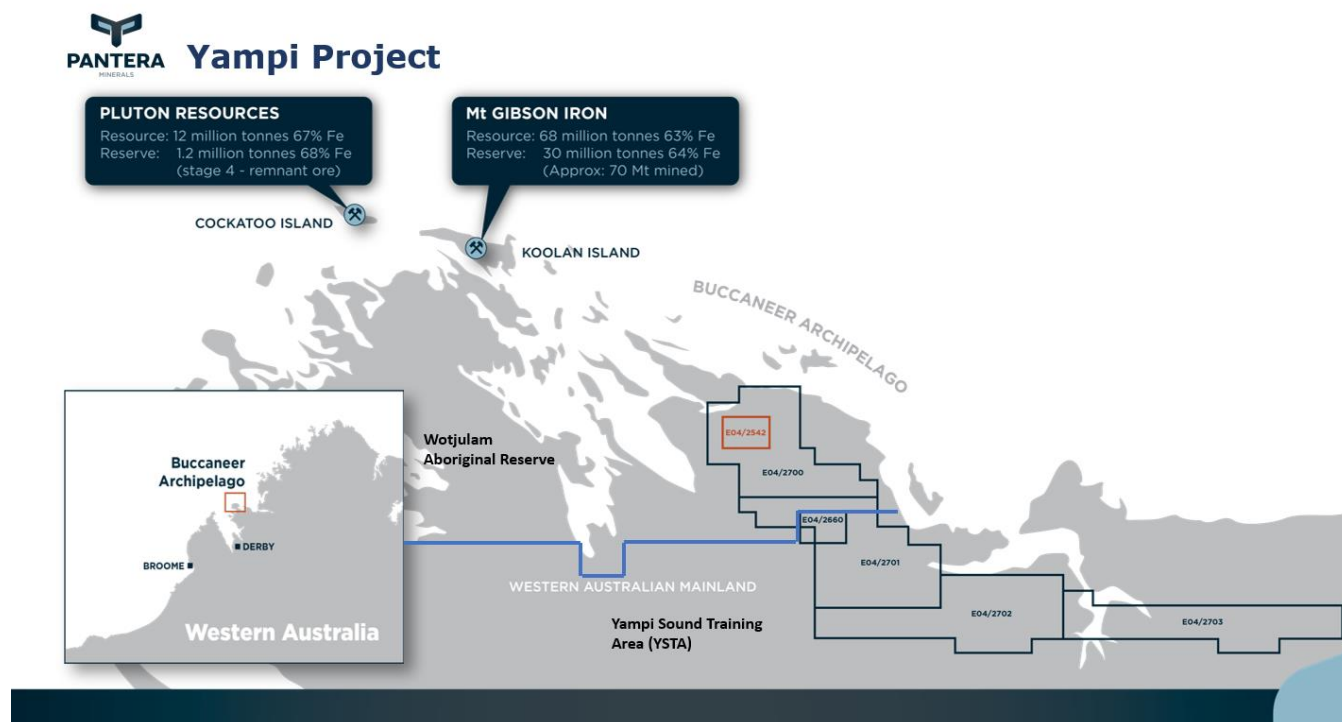 PANTERA
MINERALS
Yampi Project
PLUTON RESOURCES
Resource: 12 million tonnes 67% Fe
Reserve: 1.2 million tonnes 68% Fe
(stage 4 - remnant ore)
Mt GIBSON IRON
Resource: 68 million tonnes 63% Fe
Reserve: 30 million tonnes 64% Fe
(Approx: 70 Mt mined)
COCKATOO ISLAND
KOOLAN ISLAND
BUCCANEER ARCHIPELAGO
E04/2542
E04/2700
E04/2660
E04/2701
E04/2702
E04/2703
Wotjulam
Aboriginal Reserve
WESTERN AUSTRALIAN MAINLAND
Yampi Sound Training
Area (YSTA)
Buccaneer
Archipelago
DERBY
BROOME
Western Australia